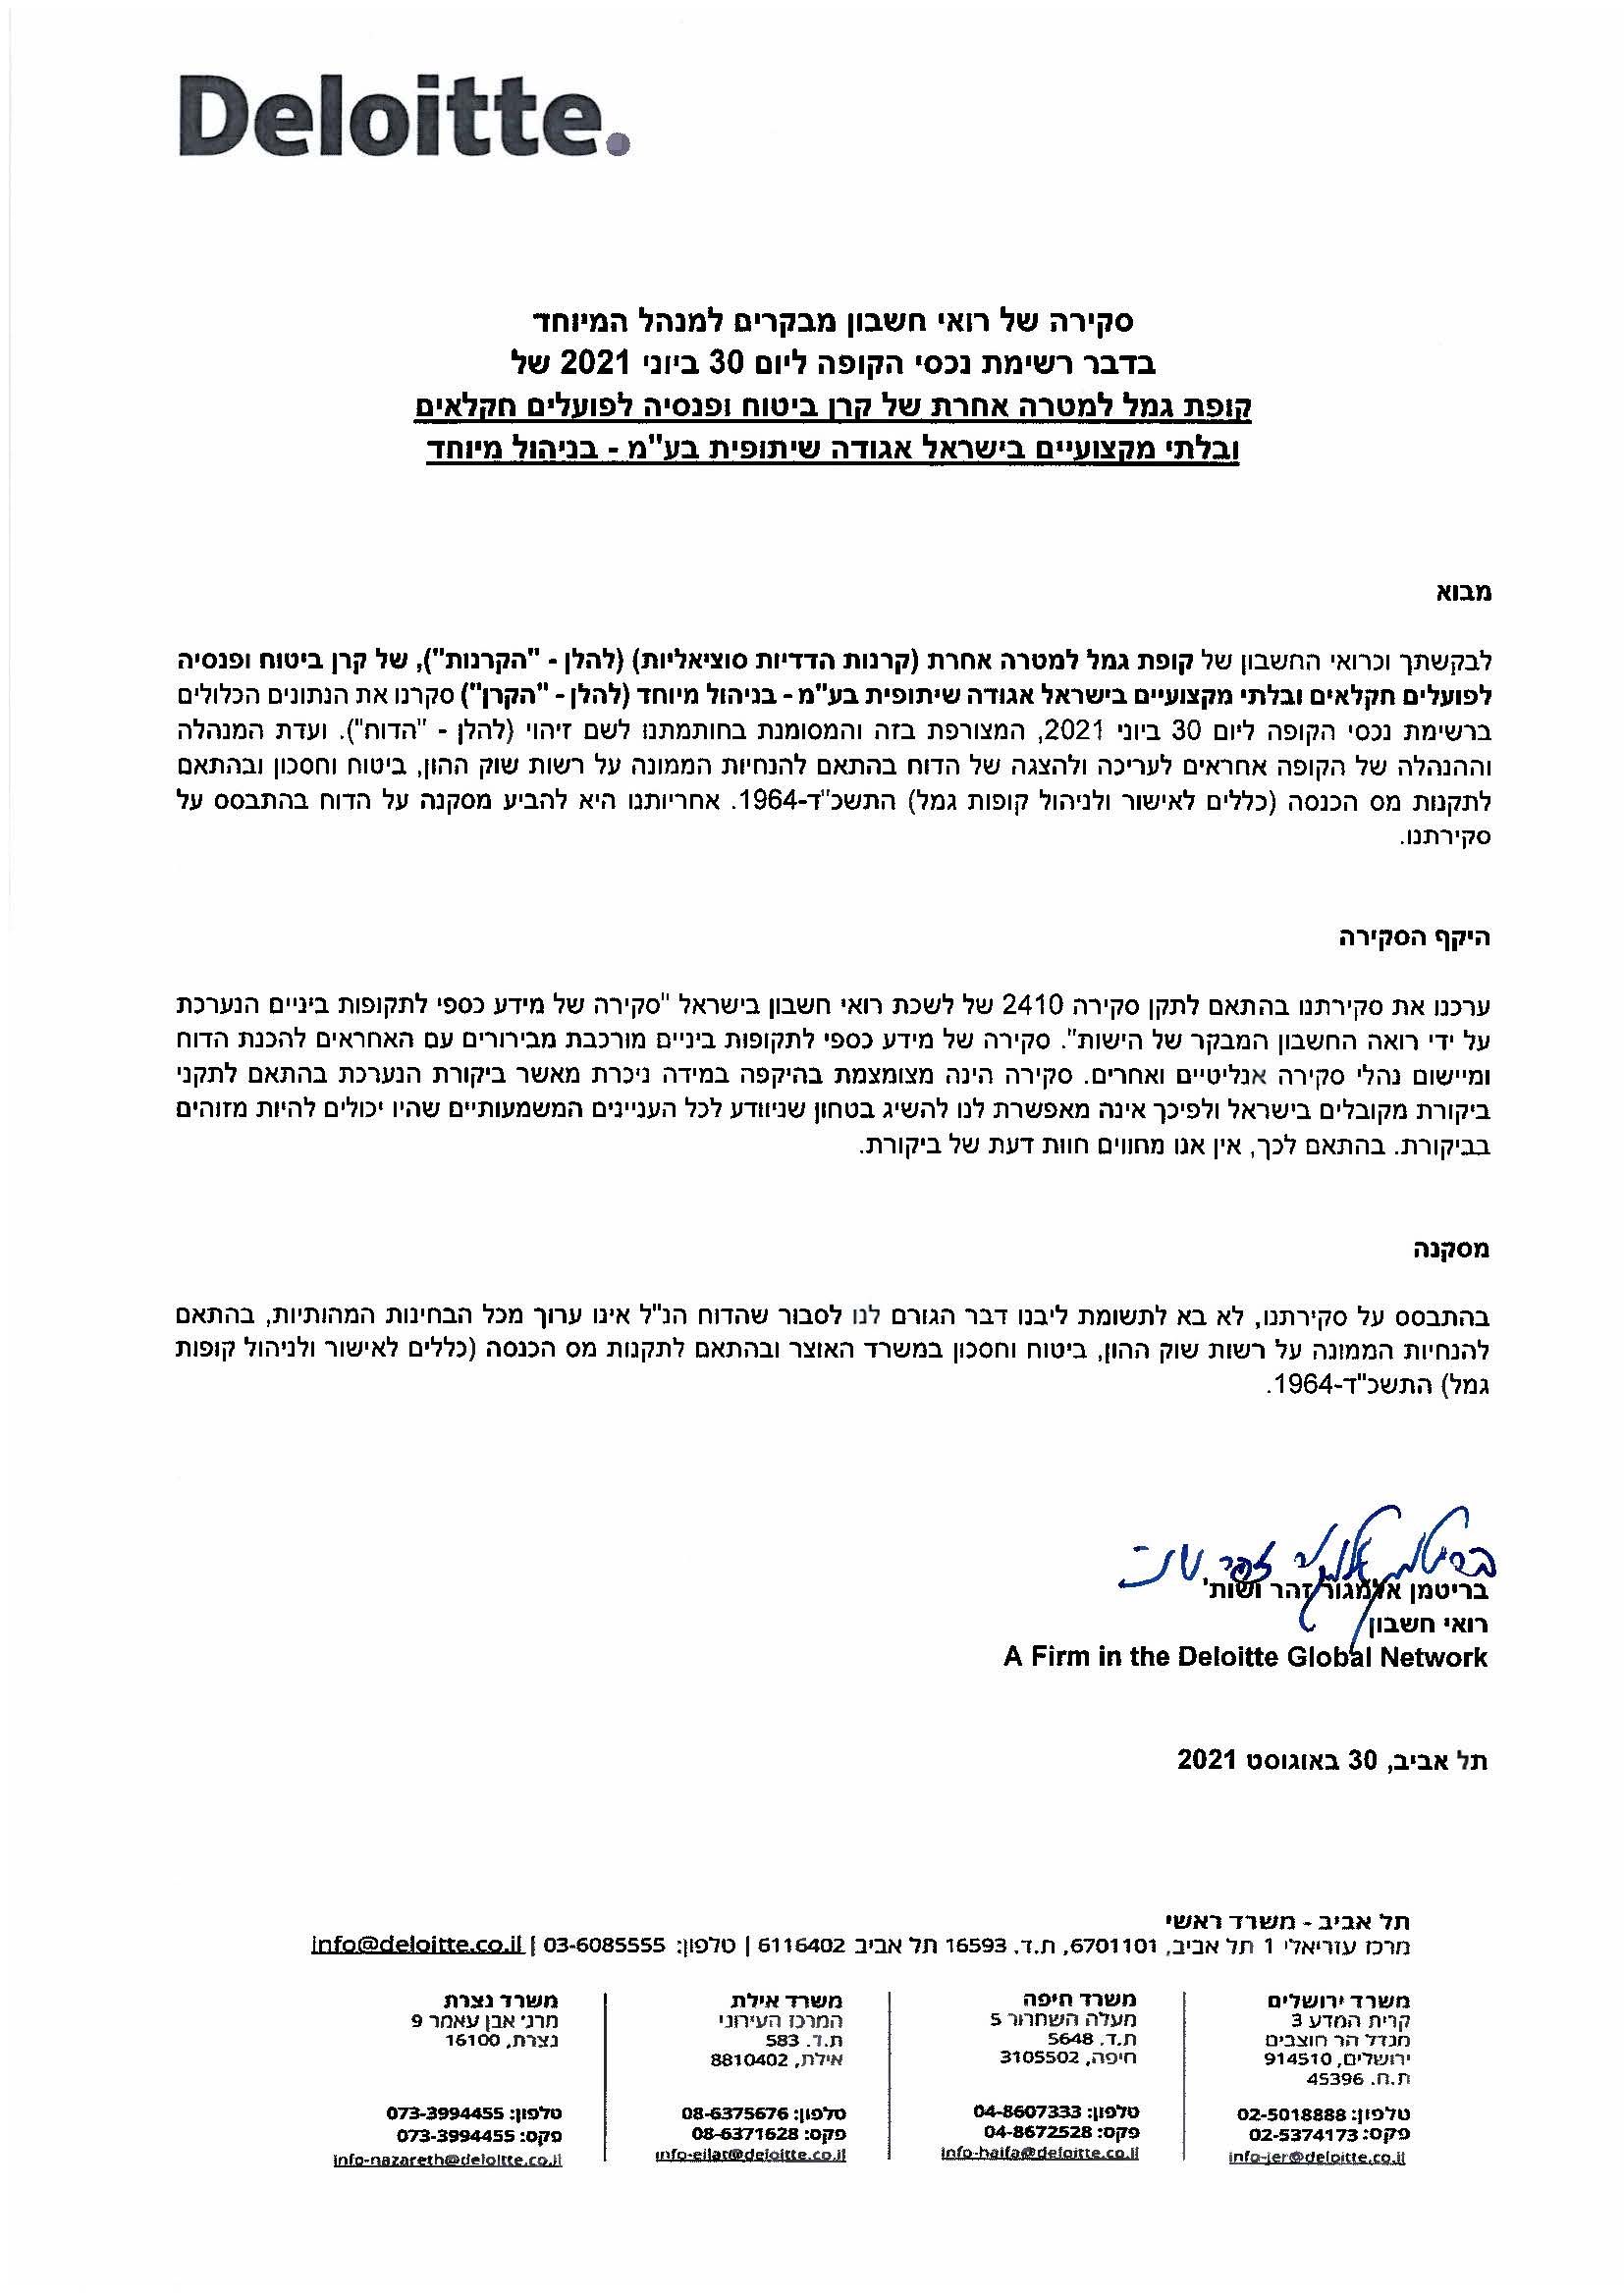 Deloitte.
סקירה של רואי חשבון מבקרים למנהל המיוחד
בדבר רשימת נכסי הקופה ליום 30 ביוני 2021 של
קופת גמל למטרה אחרת של קרן ביטוח ופנסיה לפועלים חקלאים
ובלתי מקצועיים בישראל אגודה שיתופית בע"מ - בניהול מיוחד
מבוא
לבקשתך וכרואי החשבון של קופת גמל למטרה אחרת (קרנות הדדיות סוציאליות) (להלן - "הקרנות"), של קרן ביטוח ופנסיה
לפועלים חקלאים ובלתי מקצועיים בישראל אגודה שיתופית בע"מ - בניהול מיוחד (להלן - "הקרן") סקרנו את הנתונים הכלולים
ברשימת נכסי הקופה ליום 30 ביוני 2021, המצורפת בזה והמסומנת בחותמתנו לשם זיהוי (להלן - "הדוח"). ועדת המנהלה
וההנהלה של הקופה אחראים לעריכה ולהצגה של הדוח בהתאם להנחיות הממונה על רשות שוק ההון, ביטוח וחסכון ובהתאם
לתקנות מס הכנסה (כללים לאישור ולניהול קופות גמל) התשכ"ד-1964. אחריותנו היא להביע מסקנה על הדוח בהתבסס על
סקירתנו.
היקף הסקירה
ערכנו את סקירתנו בהתאם לתקן סקירה 2410 של לשכת רואי חשבון בישראל "סקירה של מידע כספי לתקופות ביניים הנערכת
על ידי רואה החשבון המבקר של הישות". סקירה של מידע כספי לתקופות ביניים מורכבת מבירורים עם האחראים להכנת הדוח
ומיישום נהלי סקירה אנליטיים ואחרים. סקירה הינה מצומצמת בהיקפה במידה ניכרת מאשר ביקורת הנערכת בהתאם לתקני
ביקורת מקובלים בישראל ולפיכך אינה מאפשרת לנו להשיג בטחון שניוודע לכל העניינים המשמעותיים שהיו יכולים להיות מזוהים
בביקורת. בהתאם לכך, אין אנו מחווים חוות דעת של ביקורת.
מסקנה
בהתבסס על סקירתנו, לא בא לתשומת ליבנו דבר הגורם לנו לסבור שהדוח הנ"ל אינו ערוך מכל הבחינות המהותיות, בהתאם
להנחיות הממונה על רשות שוק ההון, ביטוח וחסכון במשרד האוצר ובהתאם לתקנות מס הכנסה (כללים לאישור ולניהול קופות
גמל) התשכ"ד-1964.
בריטמן אלמגור זהר ושות'
בריטמן אלמגור זהר ושות'
רואי חשבון
A Firm in the Deloitte Global Network
תל אביב, 30 באוגוסט 2021
תל אביב - משרד ראשי
מרכז עזריאלי 1 תל אביב, 6701101, ת.ד. 16593 תל אביב 6116402 | טלפון: 03-6085555 | info@deloitte.co.il
משרד ירושלים
קרית המדע 3
מגדל הר חוצבים
ירושלים, 914510
ת.ח. 45396
טלפון: 02-5018888
פקס: 02-5374173
info-jer@deloitte.co.il
משרד חיפה
מעלה השחרור 5
ת.ד. 5648
חיפה, 3105502
טלפון: 04-8607333
פקס: 04-8672528
info-haifa@deloitte.co.il
משרד אילת
המרכז העירוני
ת.ד. 583
אילת, 8810402
טלפון: 08-6375676
פקס: 08-6371628
info-eilat@deloitte.co.il
משרד נצרת
מרג' אבן עאמר 9
נצרת, 16100
טלפון: 073-3994455
פקס: 073-3994455
info-nazareth@deloitte.co.il